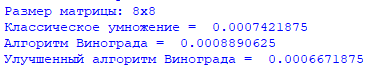 Размер матрицы: 8x8
Классическое умножение =  0.0007421875
Алгоритм Винограда =  0.0008890625
Улучшенный алгоритм Винограда =  0.0006671875